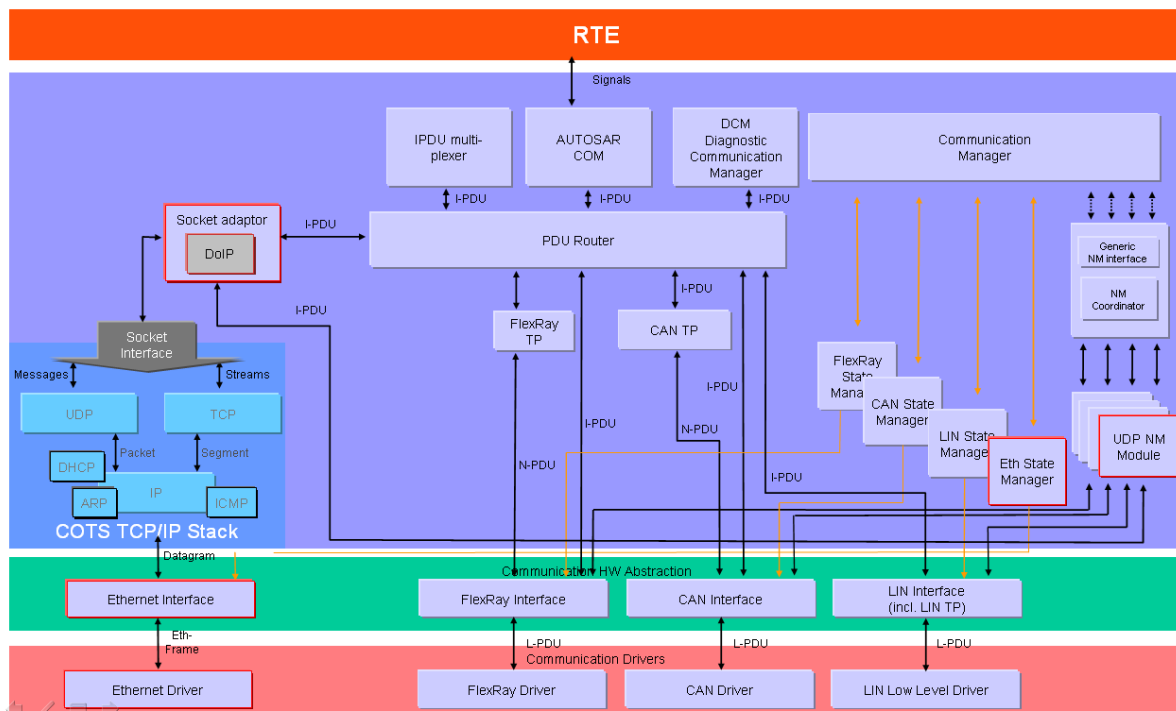 RTE
Signals
IPDU multi-
plexer
AUTOSAR
COM
DCM
Diagnostic
Communication
Manager
Communication
Manager
I-PDU
I-PDU
I-PDU
Socket adaptor
DoIP
I-PDU
PDU Router
Generic
NM interface
NM
Coordinator
I-PDU
I-PDU
FlexRay
TP
CAN TP
Socket
Interface
Messages
Streams
FlexRay
State
Manager
I-PDU
UDP
TCP
CAN State
Manager
I-PDU
N-PDU
LIN State
Manager
UDP NM
Module
Packet
Segment
DHCP
IP
ARP
ICMP
N-PDU
I-PDU
Eth State
Manager
COTS TCP/IP Stack
Datagram
Communication HW Abstraction
Ethernet Interface
FlexRay Interface
CAN Interface
LIN Interface
(incl. LIN TP)
Eth-
Frame
L-PDU
L-PDU
L-PDU
Communication Drivers
Ethernet Driver
FlexRay Driver
CAN Driver
LIN Low Level Driver